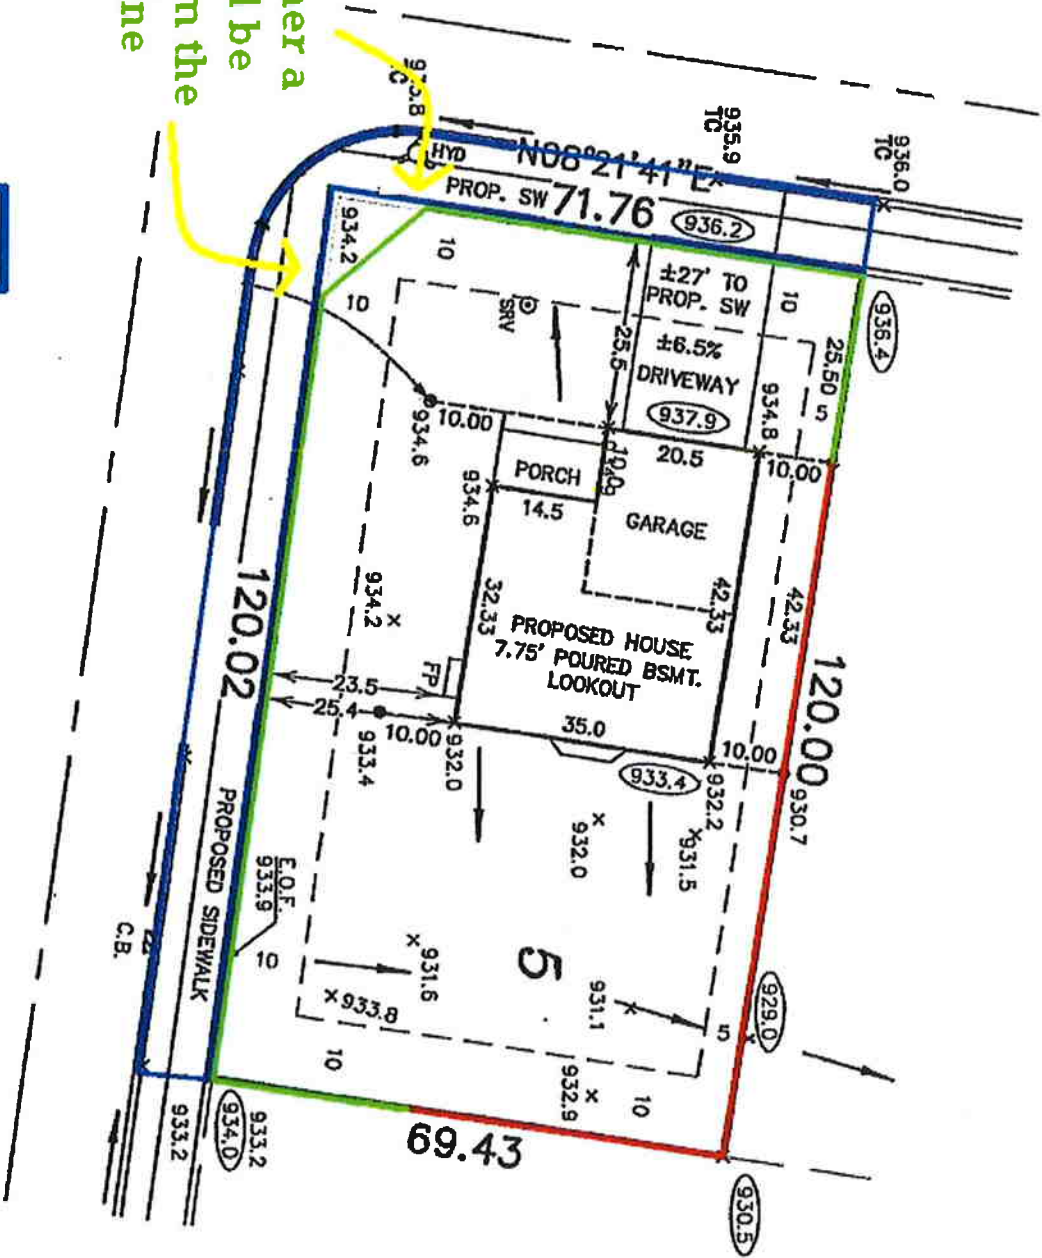 er a
l be
n the
ne
936.0
TC
935.9
TC
TC
HYD
N08°21'41"E
PROP. SW
71.76
936.2
936.4
934.2
10
10
SRV
±27' TO
PROP. SW
10
±6.5%
DRIVEWAY
25.50
5
25.5
937.9
934.8
10.00
20.5
10.00
934.6
PORCH
14.5
934.6
GARAGE
42.33
42.33
32.33
PROPOSED HOUSE
7.75' POURED BSMT.
LOOKOUT
120.00
120.02
934.2
FP
23.5
25.4
10.00
933.4
932.0
35.0
933.4
10.00
932.2
930.7
931.5
932.0
PROPOSED SIDEWALK
E.O.F.
933.9
10
C.B.
931.6
933.8
5
931.1
929.0
5
932.9
10
10
69.43
930.5
933.2
934.0
933.2